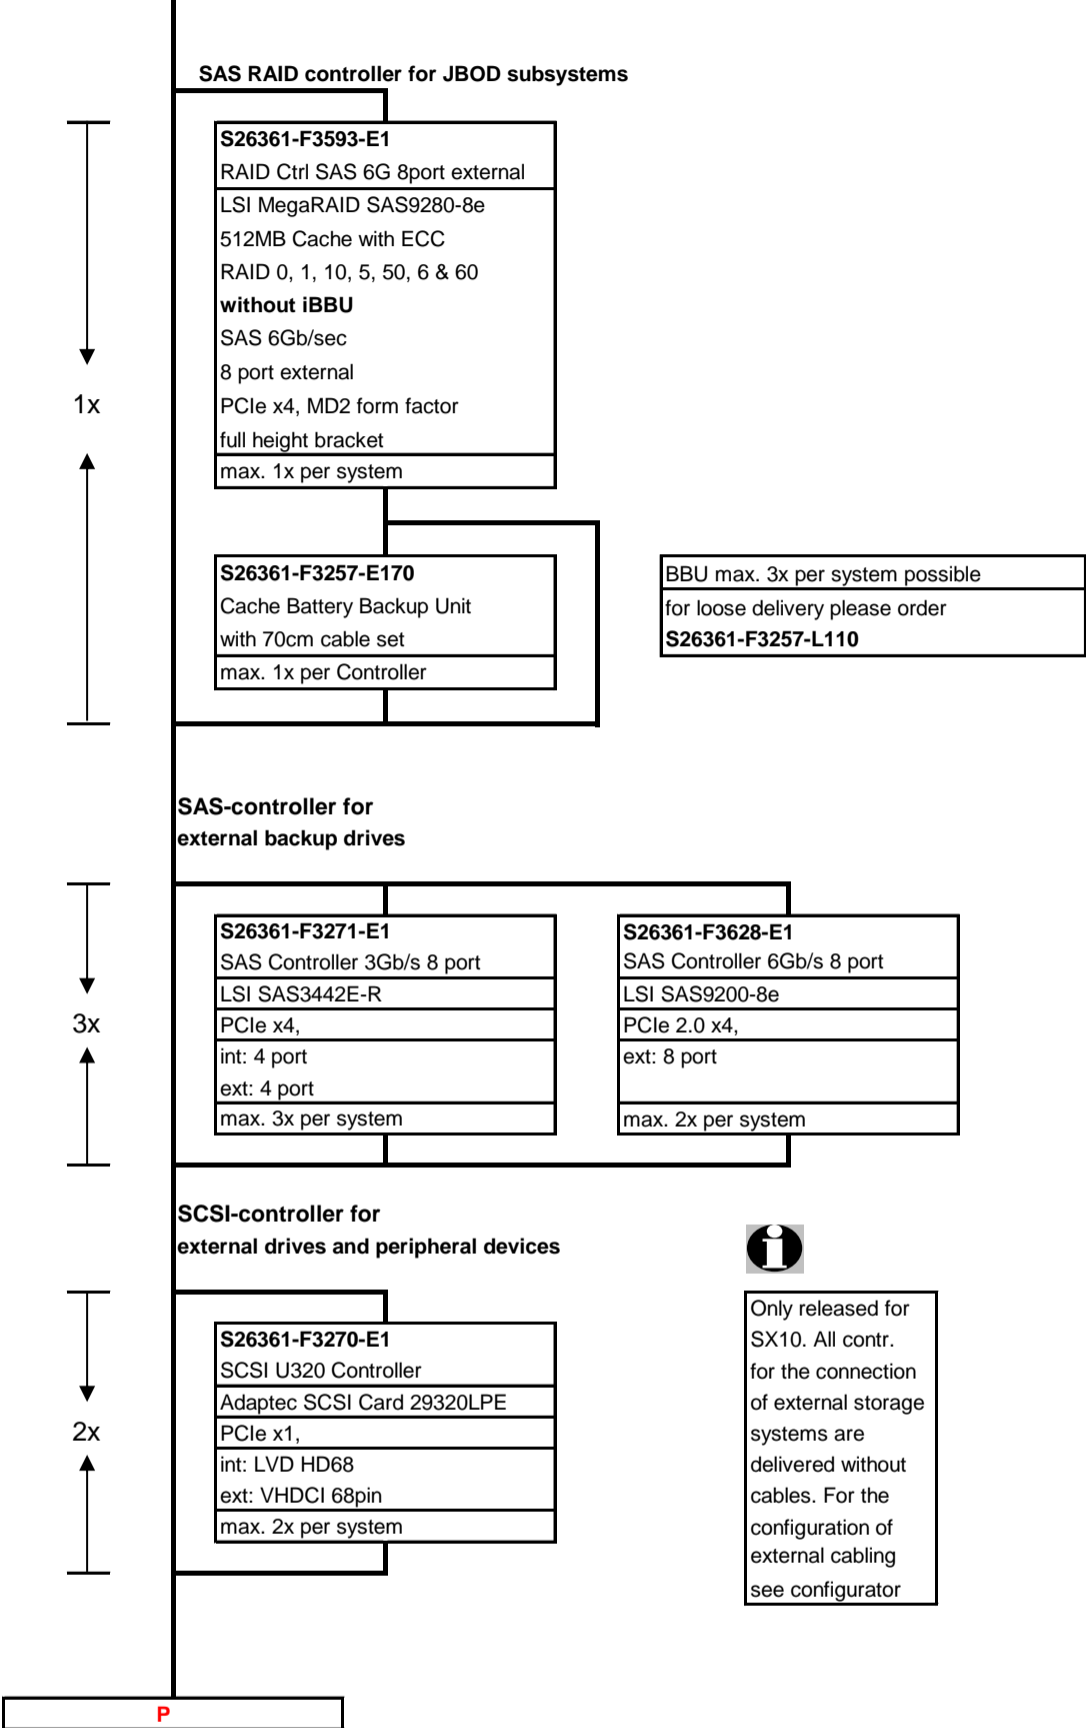 SAS RAID controller for JBOD subsystems
S26361-F3593-E1
RAID Ctrl SAS 6G 8port external
LSI MegaRAID SAS9280-8e
512MB Cache with ECC
RAID 0, 1, 10, 5, 50, 6 & 60
without iBBU
SAS 6Gb/sec
8 port external
PCIe x4, MD2 form factor
full height bracket
max. 1x per system
1x
S26361-F3257-E170
Cache Battery Backup Unit
with 70cm cable set
max. 1x per Controller
BBU max. 3x per system possible
for loose delivery please order
S26361-F3257-L110
SAS-controller for
external backup drives
3x
S26361-F3271-E1
SAS Controller 3Gb/s 8 port
LSI SAS3442E-R
PCIe x4,
int: 4 port
ext: 4 port
max. 3x per system
S26361-F3628-E1
SAS Controller 6Gb/s 8 port
LSI SAS9200-8e
PCIe 2.0 x4,
ext: 8 port
max. 2x per system
SCSI-controller for
external drives and peripheral devices
2x
S26361-F3270-E1
SCSI U320 Controller
Adaptec SCSI Card 29320LPE
PCIe x1,
int: LVD HD68
ext: VHDCI 68pin
max. 2x per system
i
Only released for
SX10. All contr.
for the connection
of external storage
systems are
delivered without
cables. For the
configuration of
external cabling
see configurator
P